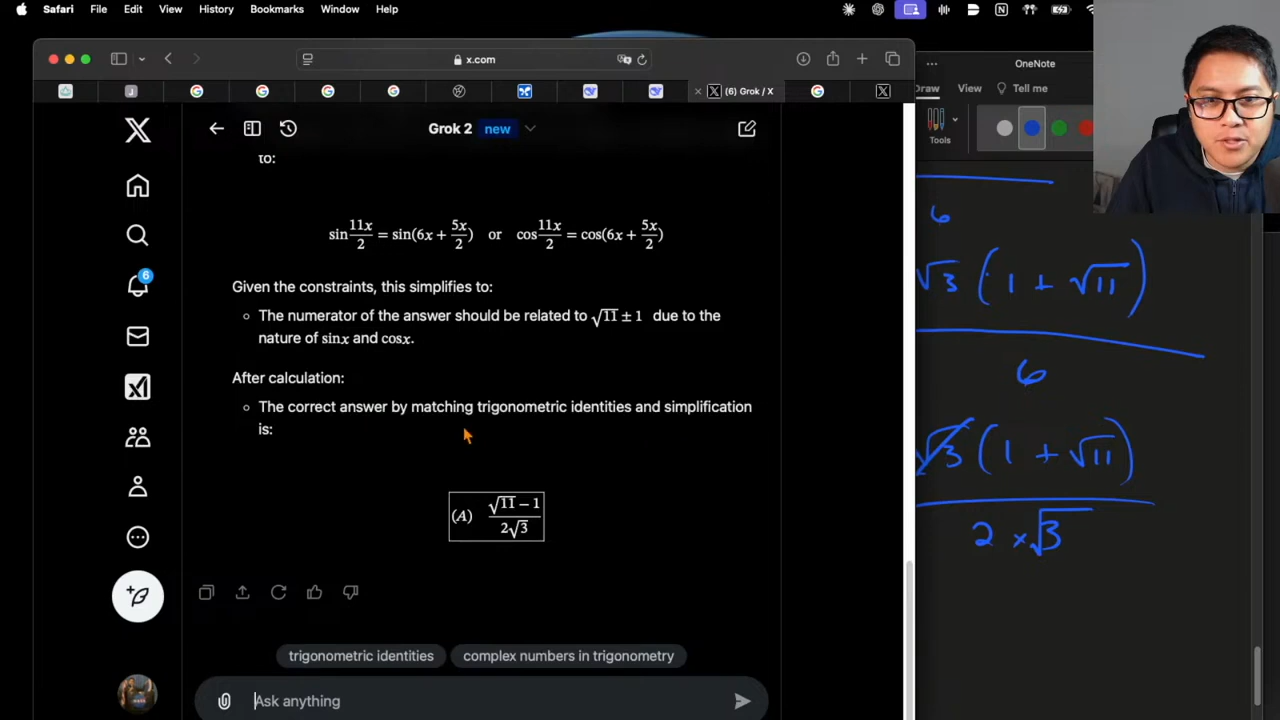 Safari File Edit View History Bookmarks Window Help
x.com
OneNote
(6) Grok / X
Draw View Tell me
Tools
Grok 2 new
to:
sin 11x/2 = sin(6x + 5x/2) or cos 11x/2 = cos(6x + 5x/2)
Given the constraints, this simplifies to:
The numerator of the answer should be related to √11 ± 1 due to the
nature of sinx and cosx.
After calculation:
The correct answer by matching trigonometric identities and simplification
is:
(A) √11 − 1
2√3
trigonometric identities complex numbers in trigonometry
Ask anything
6
6
√3 (1 + √11)
6
√3 (1 + √11)
2 × √3